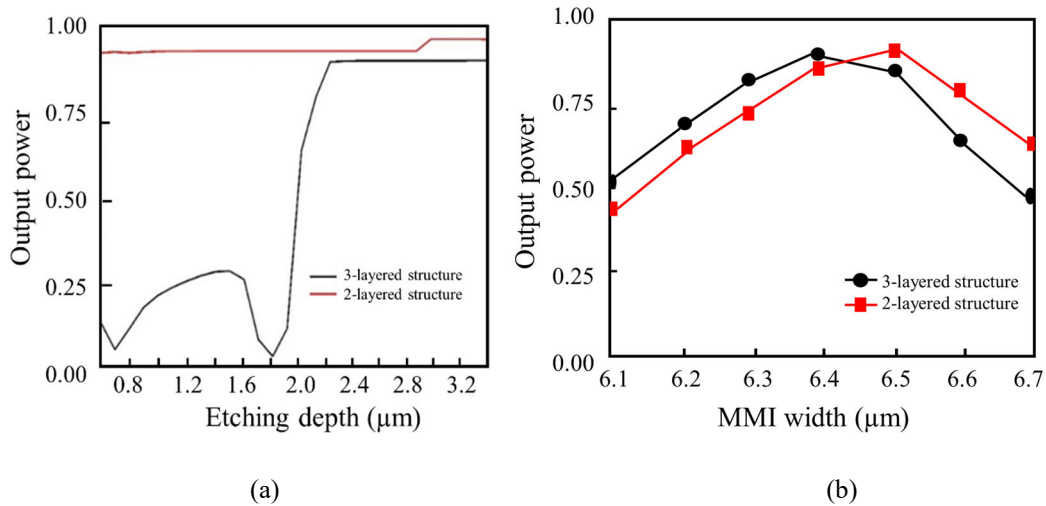 1.00
0.75
0.50
0.25
0.00
Output power
3-layered structure
2-layered structure
0.8 1.2 1.6 2.0 2.4 2.8 3.2
Etching depth (μm)
(a)
1.00
0.75
0.50
0.25
0.00
Output power
3-layered structure
2-layered structure
6.1 6.2 6.3 6.4 6.5 6.6 6.7
MMI width (μm)
(b)